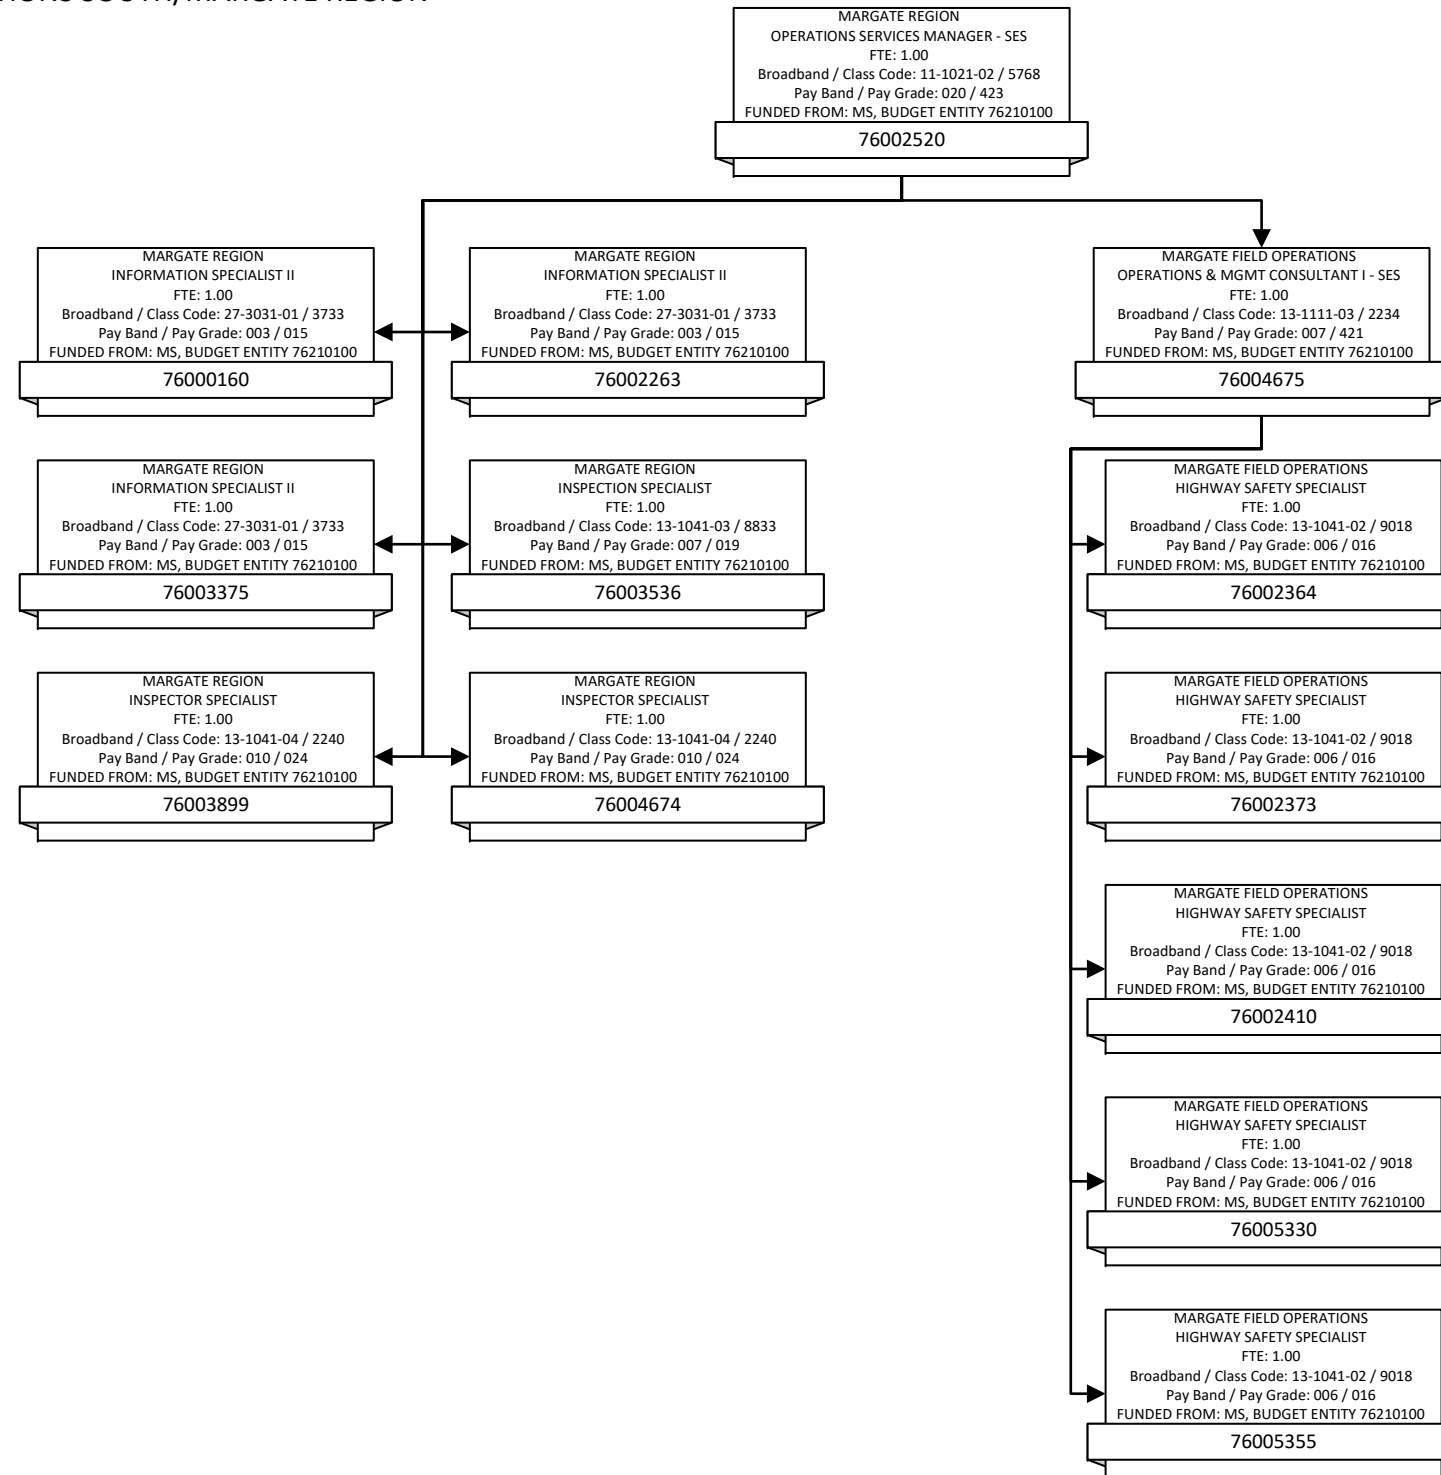 MARGATE REGION
OPERATIONS SERVICES MANAGER - SES
FTE: 1.00
Broadband / Class Code: 11-1021-02 / 5768
Pay Band / Pay Grade: 020 / 423
FUNDED FROM: MS, BUDGET ENTITY 76210100
76002520
MARGATE REGION
INFORMATION SPECIALIST II
FTE: 1.00
Broadband / Class Code: 27-3031-01 / 3733
Pay Band / Pay Grade: 003 / 015
FUNDED FROM: MS, BUDGET ENTITY 76210100
76000160
MARGATE REGION
INFORMATION SPECIALIST II
FTE: 1.00
Broadband / Class Code: 27-3031-01 / 3733
Pay Band / Pay Grade: 003 / 015
FUNDED FROM: MS, BUDGET ENTITY 76210100
76002263
MARGATE FIELD OPERATIONS
OPERATIONS & MGMT CONSULTANT I - SES
FTE: 1.00
Broadband / Class Code: 13-1111-03 / 2234
Pay Band / Pay Grade: 007 / 421
FUNDED FROM: MS, BUDGET ENTITY 76210100
76004675
MARGATE REGION
INFORMATION SPECIALIST II
FTE: 1.00
Broadband / Class Code: 27-3031-01 / 3733
Pay Band / Pay Grade: 003 / 015
FUNDED FROM: MS, BUDGET ENTITY 76210100
76003375
MARGATE REGION
INSPECTION SPECIALIST
FTE: 1.00
Broadband / Class Code: 13-1041-03 / 8833
Pay Band / Pay Grade: 007 / 019
FUNDED FROM: MS, BUDGET ENTITY 76210100
76003536
MARGATE FIELD OPERATIONS
HIGHWAY SAFETY SPECIALIST
FTE: 1.00
Broadband / Class Code: 13-1041-02 / 9018
Pay Band / Pay Grade: 006 / 016
FUNDED FROM: MS, BUDGET ENTITY 76210100
76002364
MARGATE REGION
INSPECTOR SPECIALIST
FTE: 1.00
Broadband / Class Code: 13-1041-04 / 2240
Pay Band / Pay Grade: 010 / 024
FUNDED FROM: MS, BUDGET ENTITY 76210100
76003899
MARGATE REGION
INSPECTOR SPECIALIST
FTE: 1.00
Broadband / Class Code: 13-1041-04 / 2240
Pay Band / Pay Grade: 010 / 024
FUNDED FROM: MS, BUDGET ENTITY 76210100
76004674
MARGATE FIELD OPERATIONS
HIGHWAY SAFETY SPECIALIST
FTE: 1.00
Broadband / Class Code: 13-1041-02 / 9018
Pay Band / Pay Grade: 006 / 016
FUNDED FROM: MS, BUDGET ENTITY 76210100
76002373
MARGATE FIELD OPERATIONS
HIGHWAY SAFETY SPECIALIST
FTE: 1.00
Broadband / Class Code: 13-1041-02 / 9018
Pay Band / Pay Grade: 006 / 016
FUNDED FROM: MS, BUDGET ENTITY 76210100
76002410
MARGATE FIELD OPERATIONS
HIGHWAY SAFETY SPECIALIST
FTE: 1.00
Broadband / Class Code: 13-1041-02 / 9018
Pay Band / Pay Grade: 006 / 016
FUNDED FROM: MS, BUDGET ENTITY 76210100
76005330
MARGATE FIELD OPERATIONS
HIGHWAY SAFETY SPECIALIST
FTE: 1.00
Broadband / Class Code: 13-1041-02 / 9018
Pay Band / Pay Grade: 006 / 016
FUNDED FROM: MS, BUDGET ENTITY 76210100
76005355